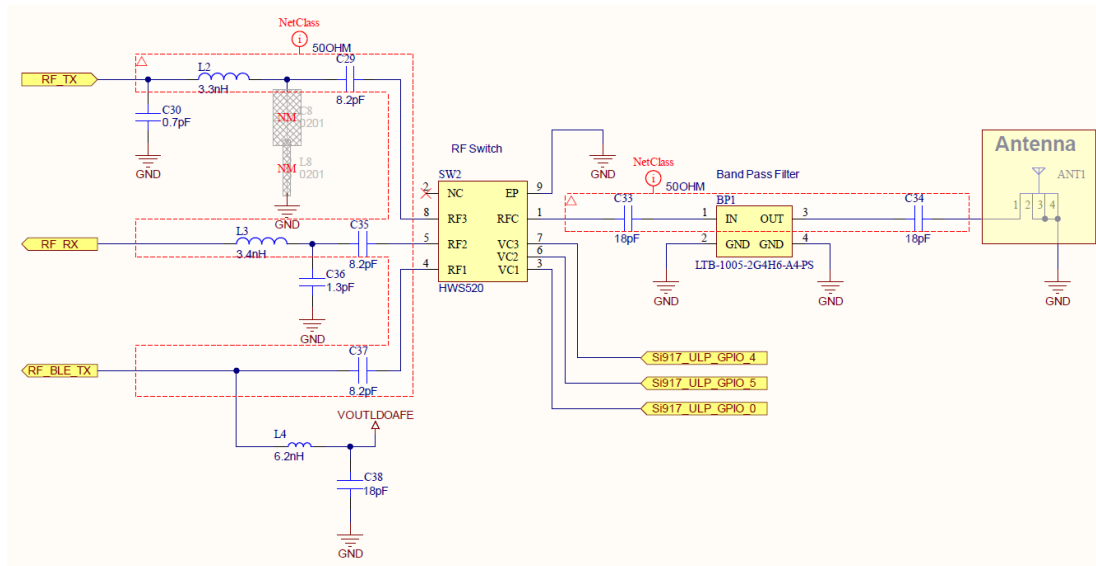 NetClass
i
50OHM
RF_TX
L2
3.3nH
C29
8.2pF
C30
0.7pF
GND
NM
C8
0201
NM
L8
0201
GND
RF_RX
L3
3.4nH
C35
8.2pF
C36
1.3pF
GND
RF_BLE_TX
C37
8.2pF
VOUTLDOAFE
L4
6.2nH
C38
18pF
GND
RF Switch
SW2
2 NC EP 9
8 RF3 RFC 1
5 RF2 VC3 7
VC2 6
4 RF1 VC1 3
HWS520
GND
NetClass
i
50OHM
C33
18pF
Band Pass Filter
BP1
1 IN OUT 3
2 GND GND 4
LTB-1005-2G4H6-A4-PS
GND
GND
C34
18pF
Antenna
ANT1
1 2 3 4
GND
Si917_ULP_GPIO_4
Si917_ULP_GPIO_5
Si917_ULP_GPIO_0